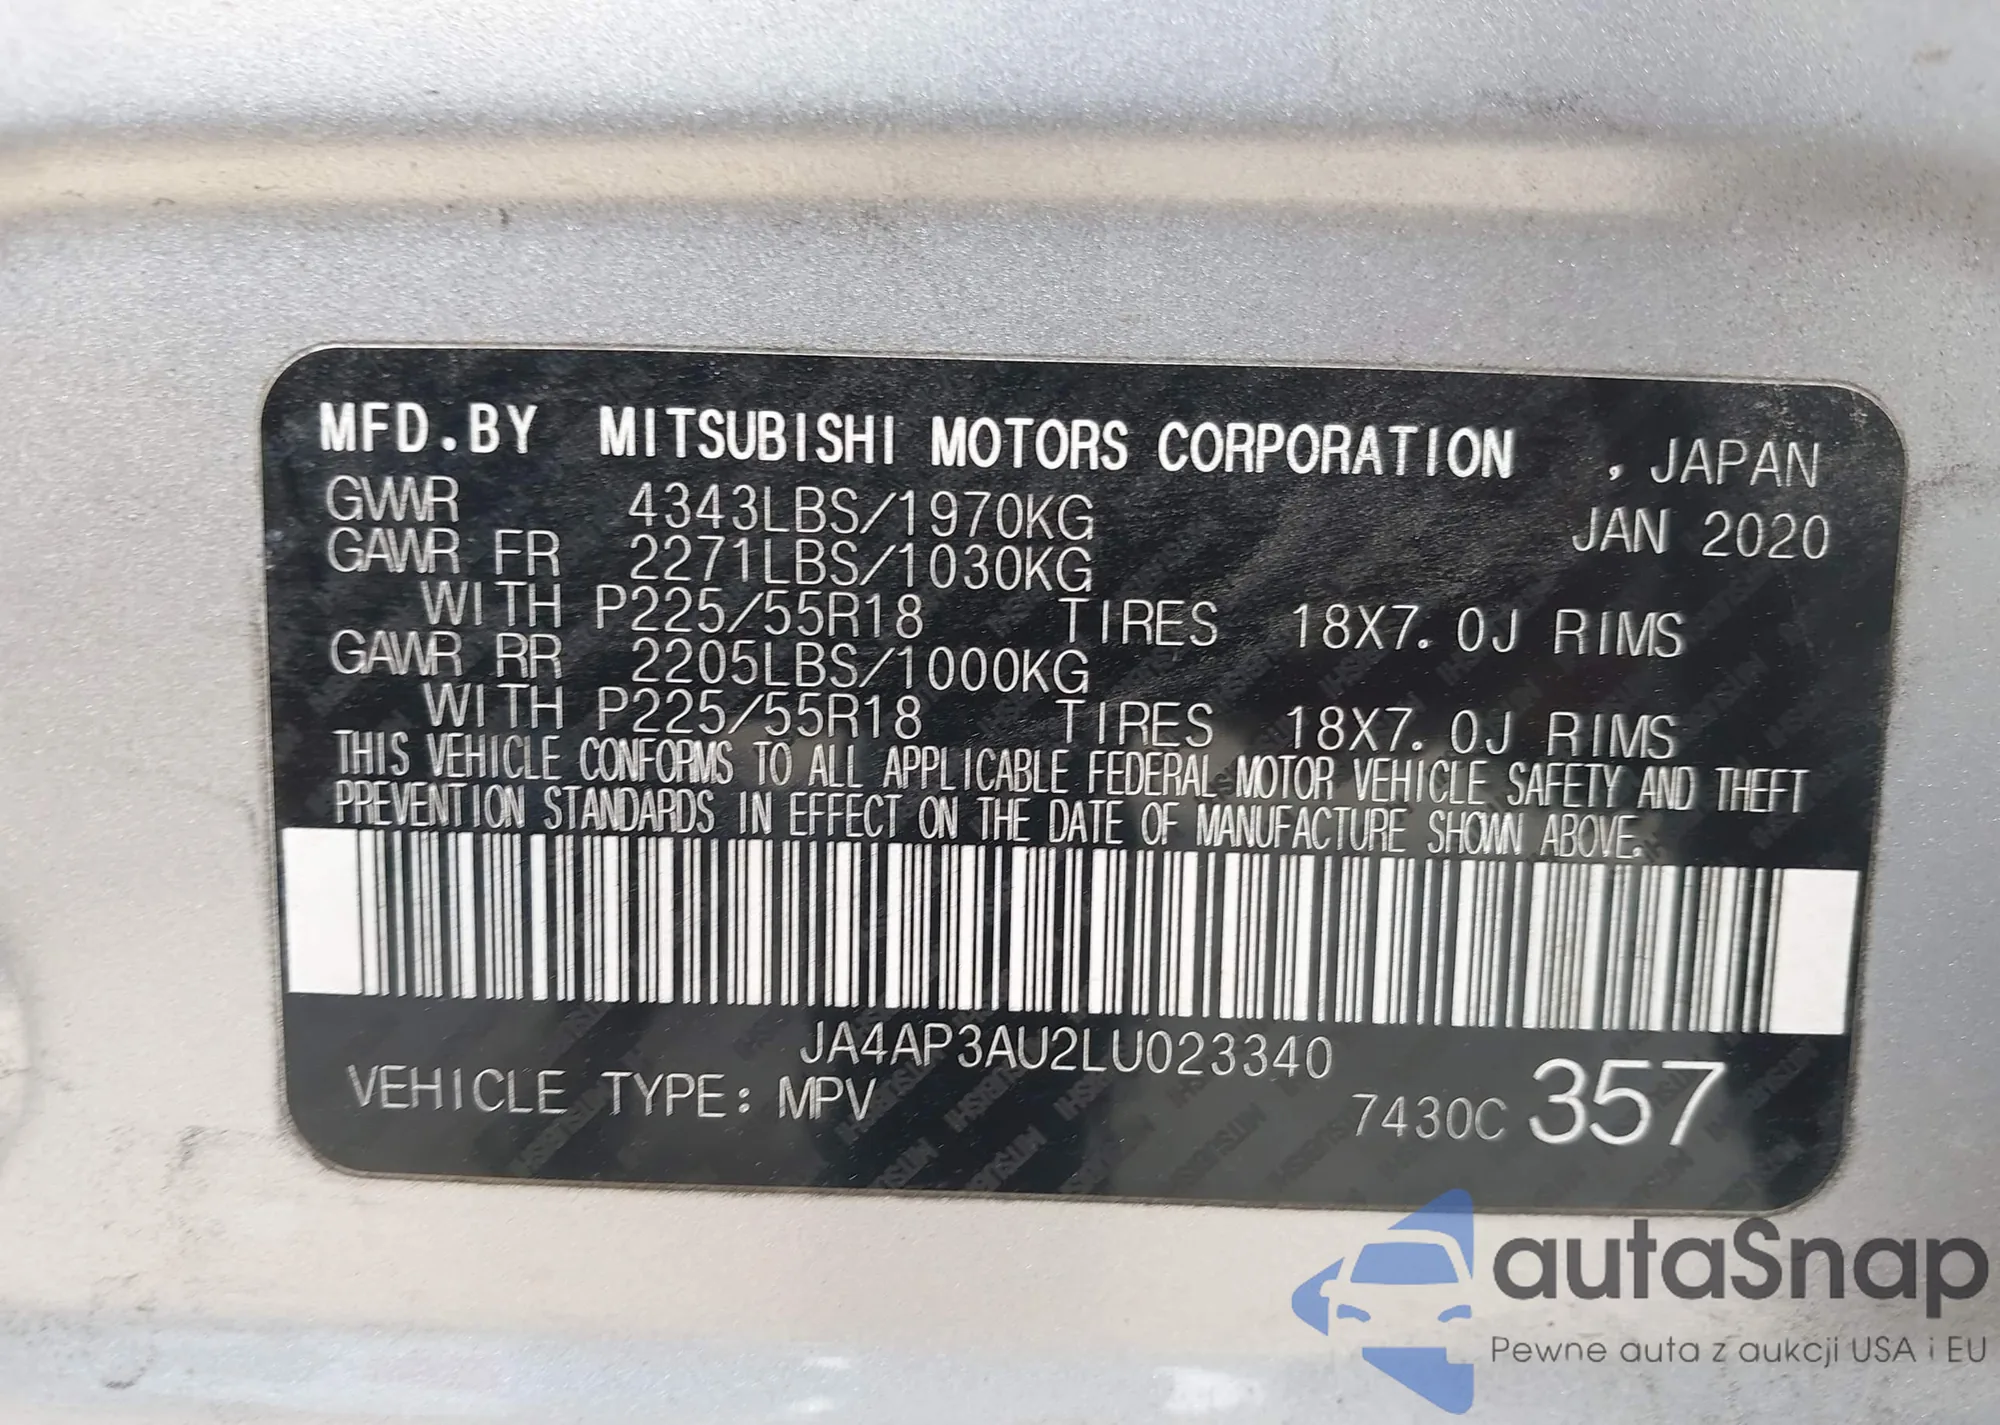 MFD.BY MITSUBISHI MOTORS CORPORATION , JAPAN
GWWR 4343LBS/1970KG JAN 2020
GAWR FR 2271LBS/1030KG
WITH P225/55R18 TIRES 18X7.0J RIMS
GAWR RR 2205LBS/1000KG
WITH P225/55R18 TIRES 18X7.0J RIMS
THIS VEHICLE CONFORMS TO ALL APPLICABLE FEDERAL MOTOR VEHICLE SAFETY AND THEFT
PREVENTION STANDARDS IN EFFECT ON THE DATE OF MANUFACTURE SHOWN ABOVE.
JA4AP3AU2LU023340
VEHICLE TYPE: MPV 7430C 357
autaSnap
Pewne auta z aukcji USA i EU